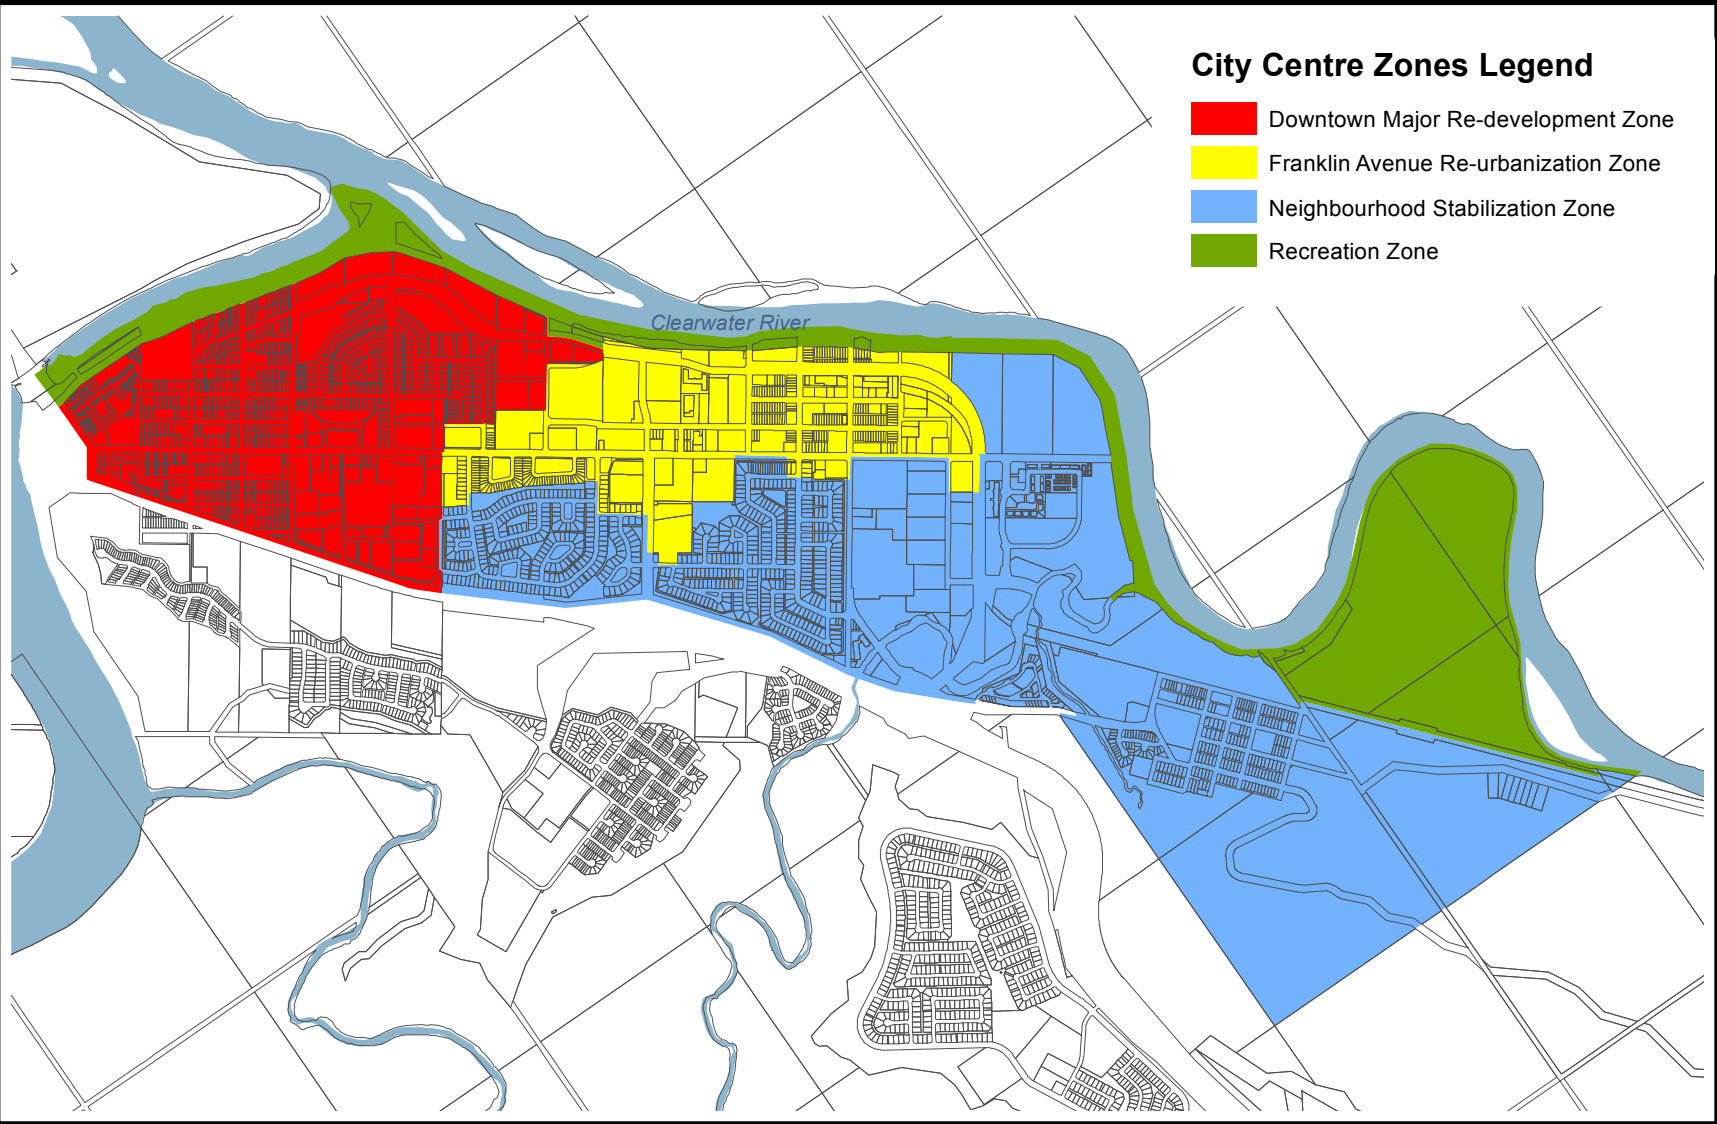 City Centre Zones Legend
Downtown Major Re-development Zone
Franklin Avenue Re-urbanization Zone
Neighbourhood Stabilization Zone
Recreation Zone
Clearwater River